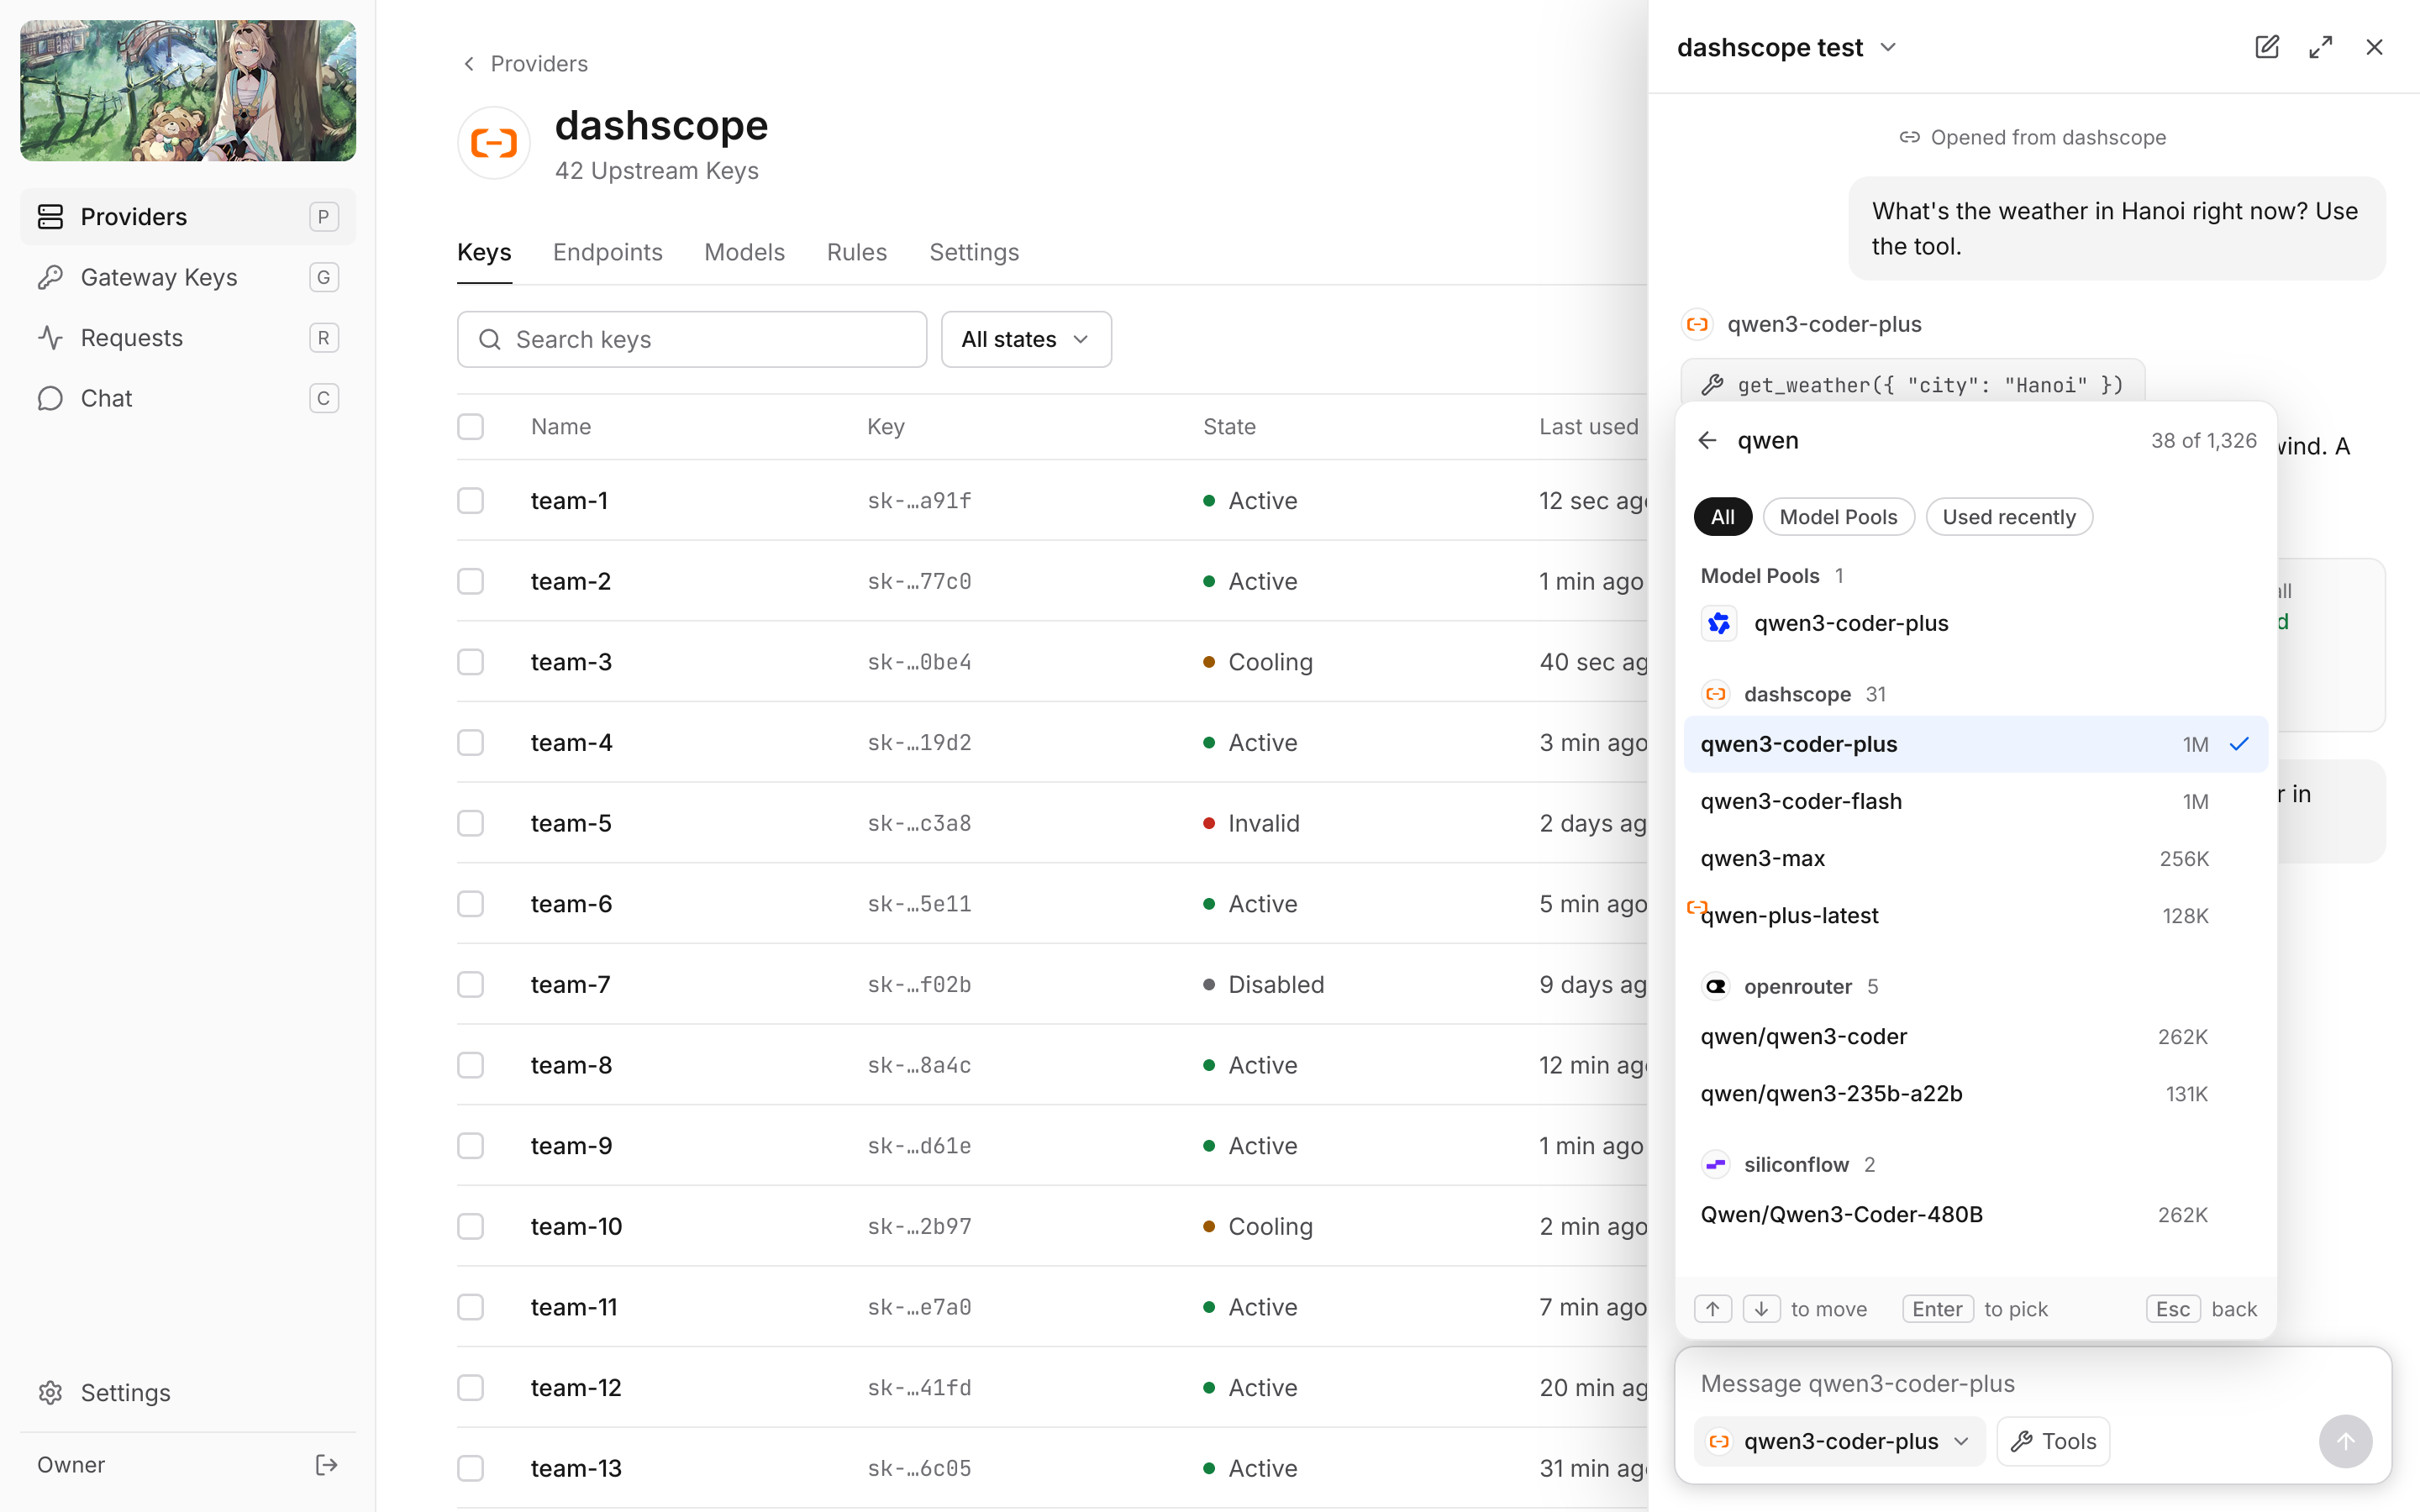 Providers P
Gateway Keys G
Requests R
Chat C
Settings
Owner
Providers
dashscope
42 Upstream Keys
Keys Endpoints Models Rules Settings
Search keys All states
Name Key State Last used
team-1 sk-…a91f Active 12 sec ago
team-2 sk-…77c0 Active 1 min ago
team-3 sk-…0be4 Cooling 40 sec ag
team-4 sk-…19d2 Active 3 min ago
team-5 sk-…c3a8 Invalid 2 days ag
team-6 sk-…5e11 Active 5 min ago
team-7 sk-…f02b Disabled 9 days ag
team-8 sk-…8a4c Active 12 min ago
team-9 sk-…d61e Active 1 min ago
team-10 sk-…2b97 Cooling 2 min ago
team-11 sk-…e7a0 Active 7 min ago
team-12 sk-…41fd Active 20 min ag
team-13 sk-…6c05 Active 31 min ag
dashscope test
Opened from dashscope
What's the weather in Hanoi right now? Use
the tool.
qwen3-coder-plus
get_weather({ "city": "Hanoi" })
wind. A
qwen 38 of 1,326
All Model Pools Used recently
Model Pools 1
qwen3-coder-plus
dashscope 31
qwen3-coder-plus 1M
qwen3-coder-flash 1M
qwen3-max 256K
qwen-plus-latest 128K
openrouter 5
qwen/qwen3-coder 262K
qwen/qwen3-235b-a22b 131K
siliconflow 2
Qwen/Qwen3-Coder-480B 262K
to move Enter to pick Esc back
r in
Message qwen3-coder-plus
qwen3-coder-plus Tools